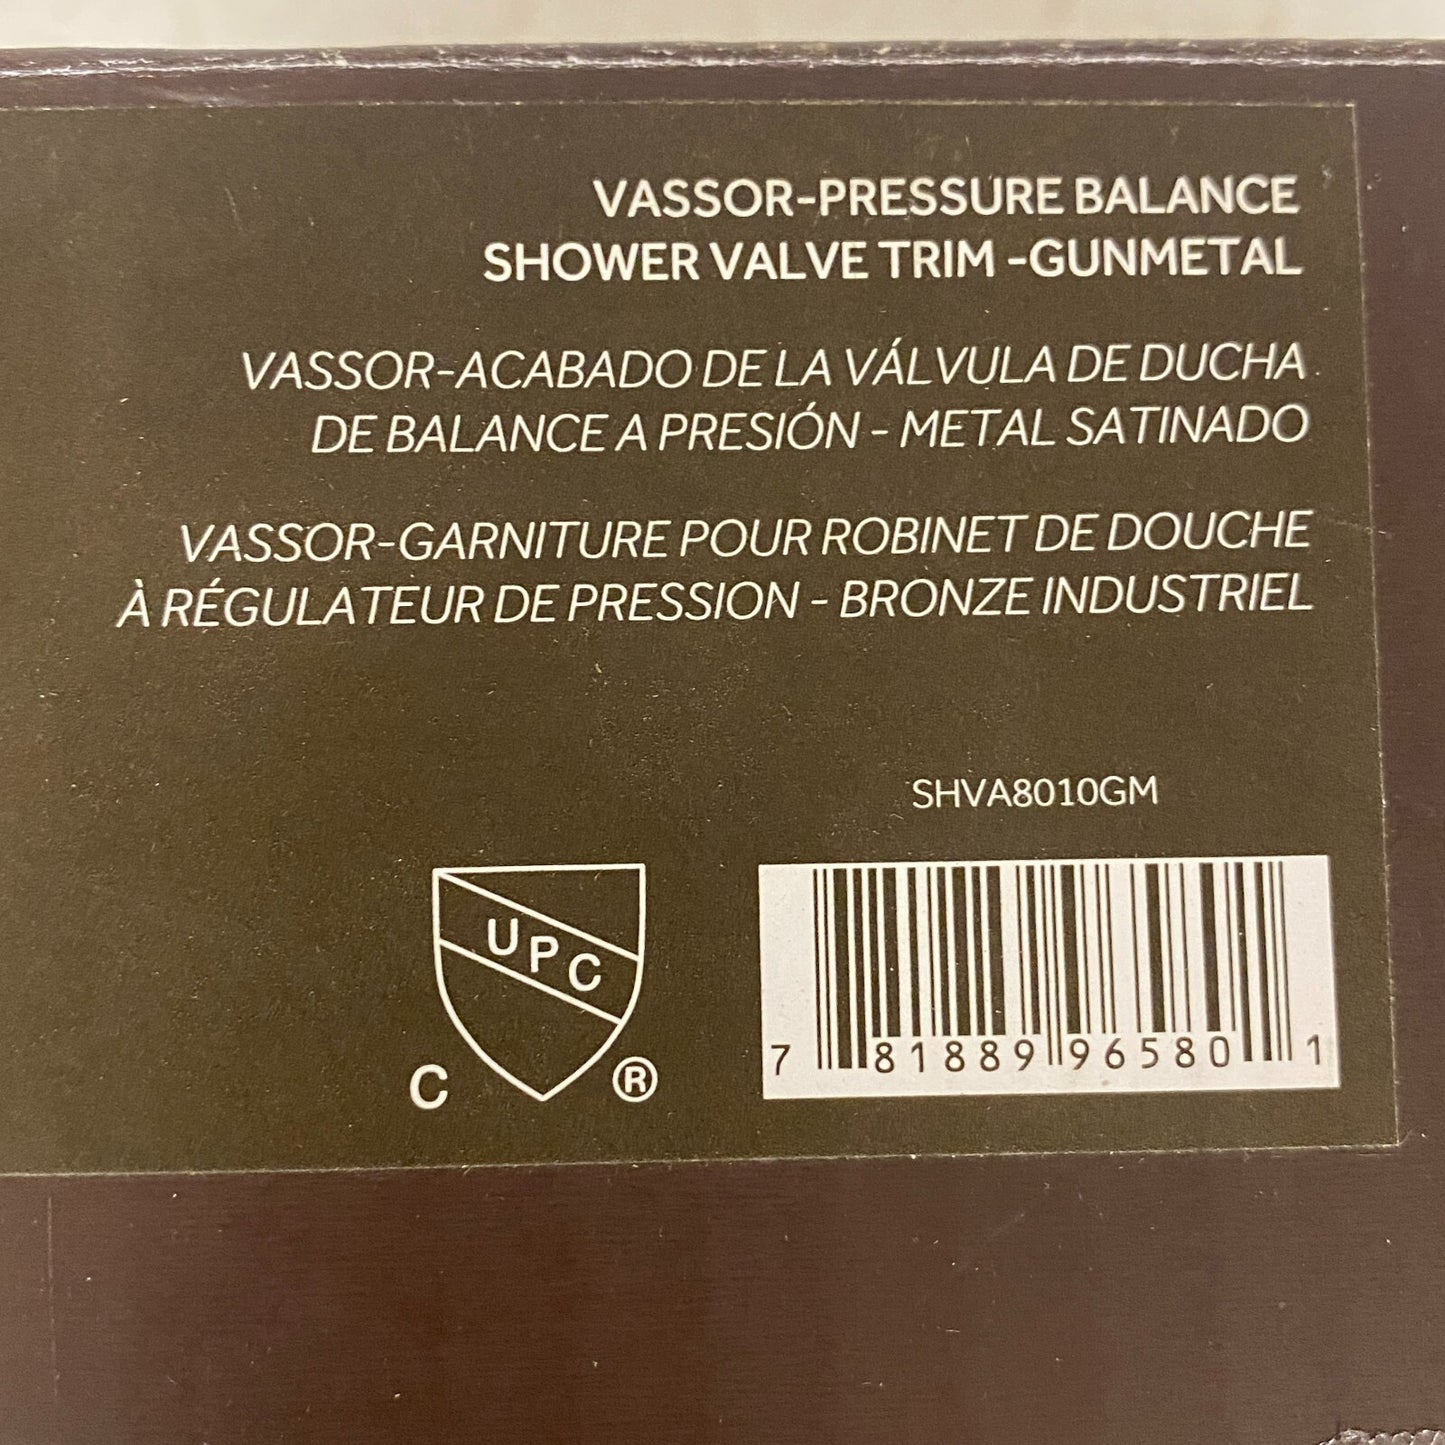 VASSOR-PRESSURE BALANCE
SHOWER VALVE TRIM -GUNMETAL
VASSOR-ACABADO DE LA VÁLVULA DE DUCHA
DE BALANCE A PRESIÓN - METAL SATINADO
VASSOR-GARNITURE POUR ROBINET DE DOUCHE
À RÉGULATEUR DE PRESSION - BRONZE INDUSTRIEL
SHVA8010GM
UPC
C ®
7 81889 96580 1